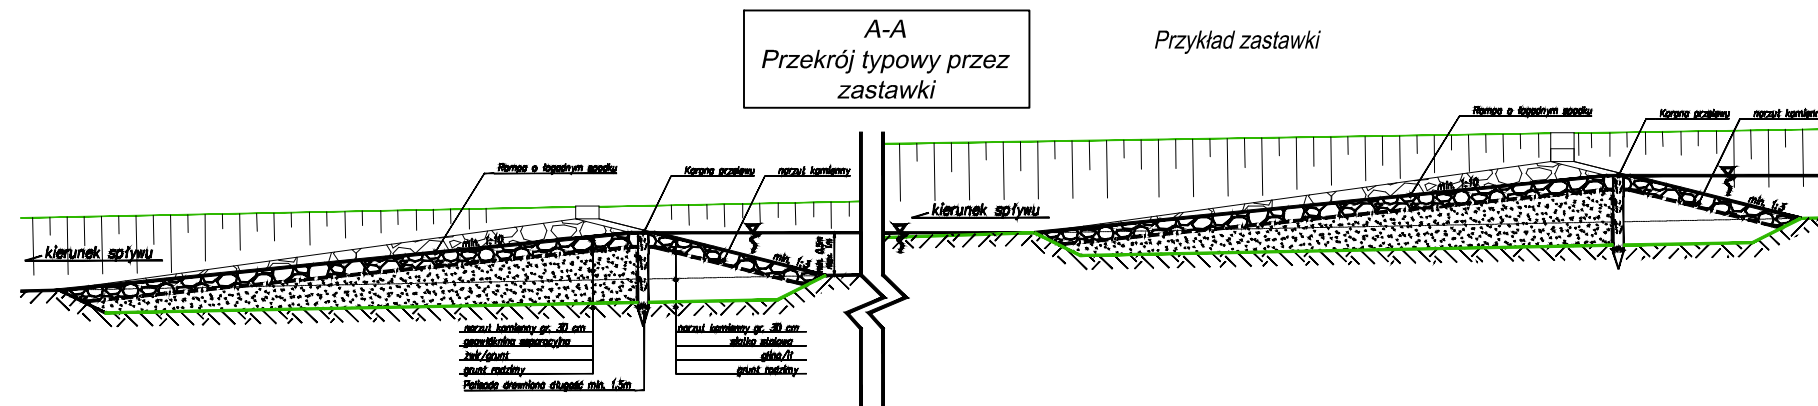 A-A
Przekrój typowy przez
zastawki
Przykład zastawki
Rampa o łagodnym spadku
Korona przelewu
narzut kamienny
Rampa o łagodnym spadku
Korona przelewu
narzut kamienny
kierunek spływu
min. 1:10
min. 1:3
kierunek spływu
min. 1:10
min. 1:3
narzut kamienny gr. 30 cm
geowłóknina separacyjna
żwir/grunt
grunt rodzimy
Palisada drewniana długość min. 1,5m
narzut kamienny gr. 30 cm
siatka stalowa
glina/ił
grunt rodzimy